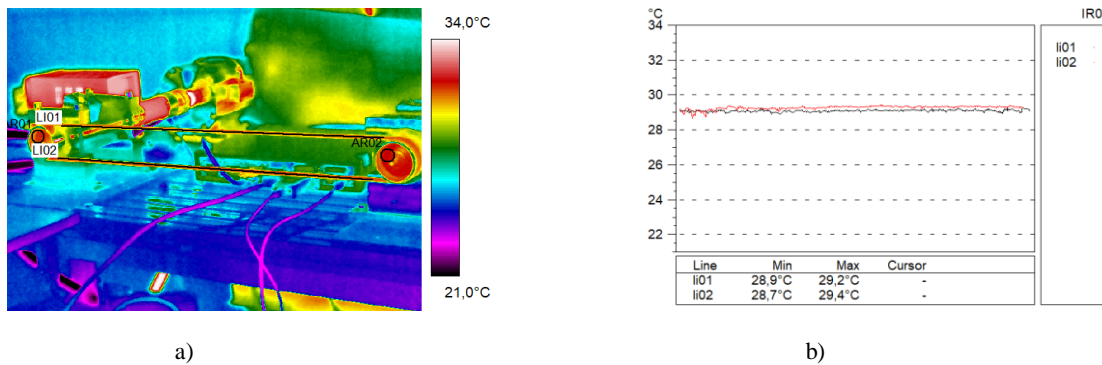 34,0°C
LI01
R01
AR02
LI02
21,0°C
a)
°C
IR0
34
32
30
28
26
24
22
li01
li02
Line Min Max Cursor
li01 28,9°C 29,2°C -
li02 28,7°C 29,4°C -
b)